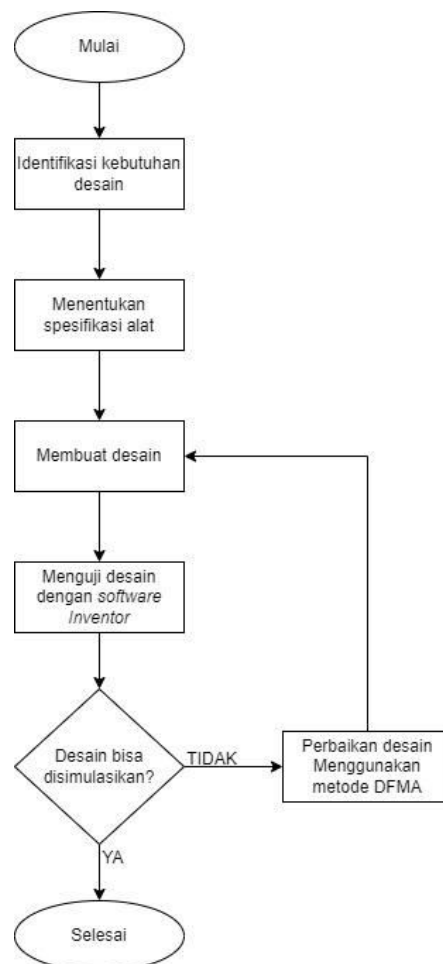 Mulai
Identifikasi kebutuhan
desain
Menentukan
spesifikasi alat
Membuat desain
Menguji desain
dengan software
Inventor
Desain bisa
disimulasikan?
TIDAK
Perbaikan desain
Menggunakan
metode DFMA
YA
Selesai